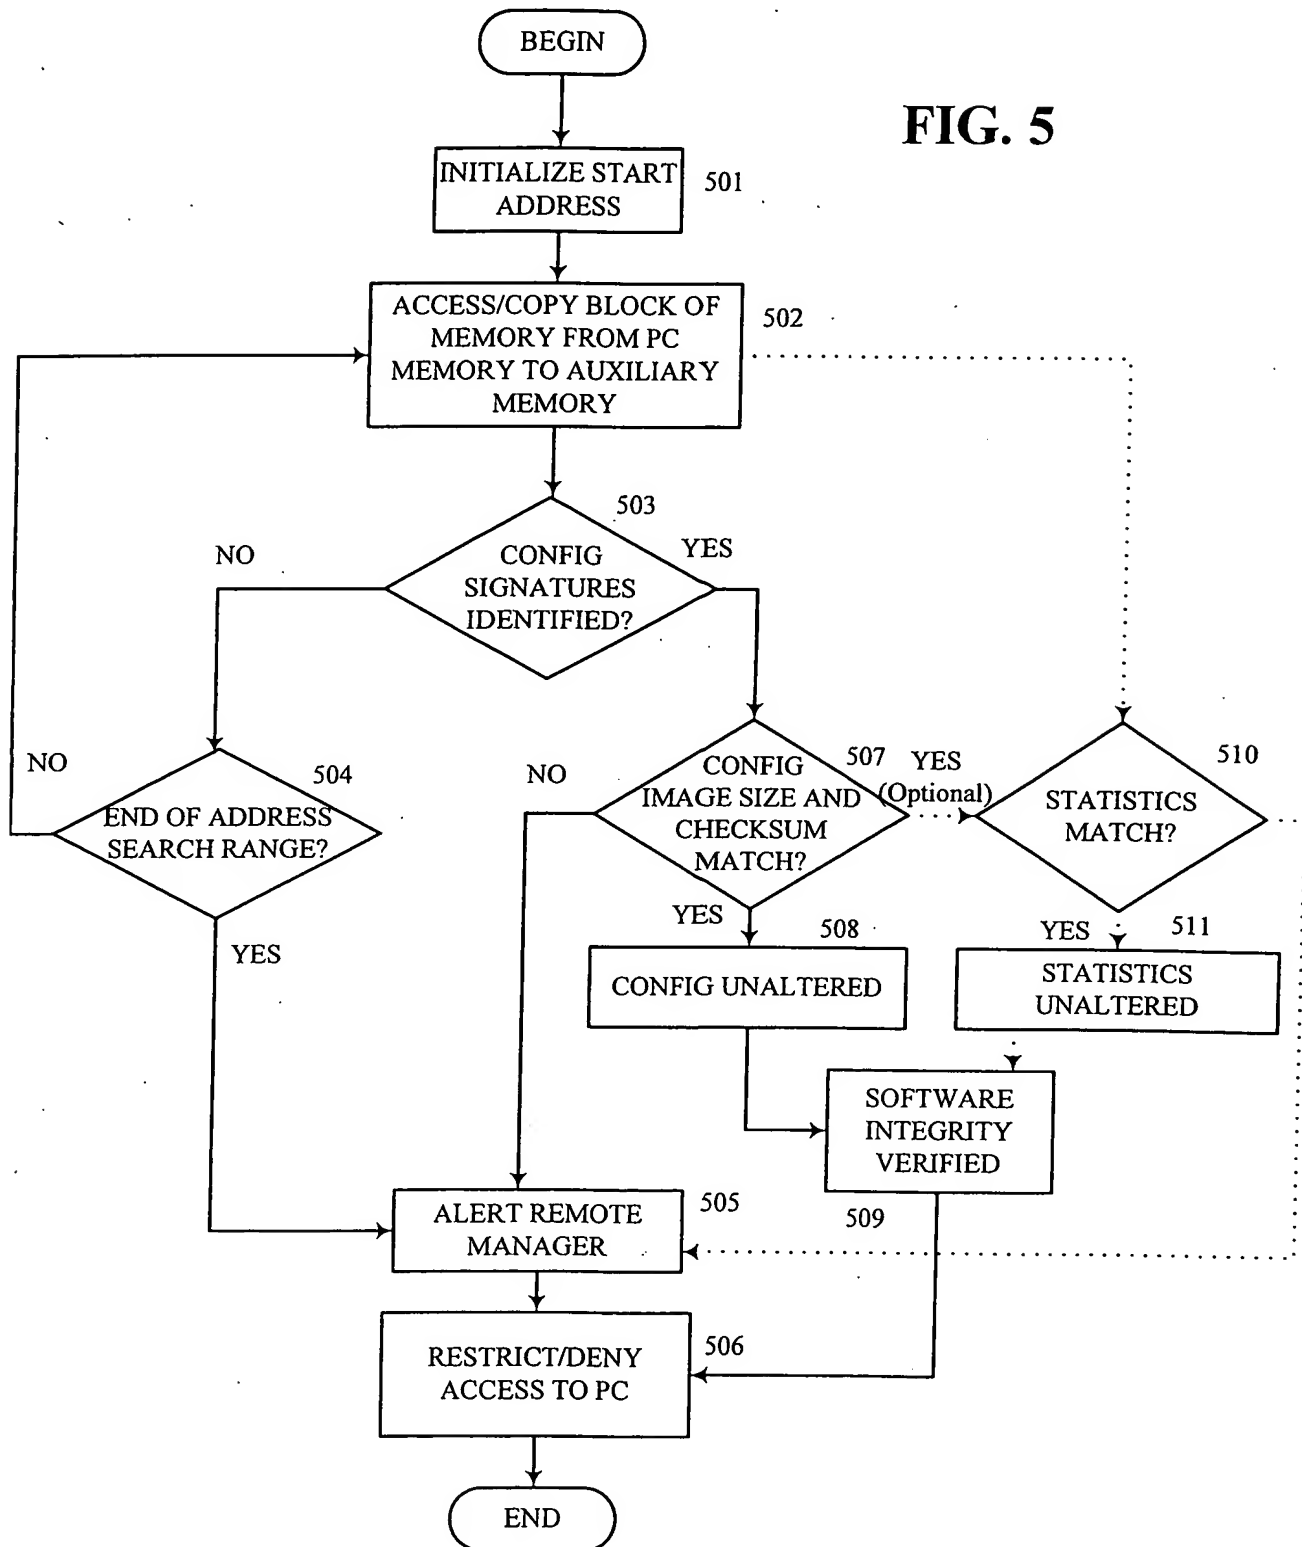 BEGIN
FIG. 5
INITIALIZE START
ADDRESS
501
ACCESS/COPY BLOCK OF
MEMORY FROM PC
MEMORY TO AUXILIARY
MEMORY
502
503
NO
CONFIG
SIGNATURES
IDENTIFIED?
YES
NO
504
END OF ADDRESS
SEARCH RANGE?
YES
NO
507
CONFIG
IMAGE SIZE AND
CHECKSUM
MATCH?
YES
(Optional)
510
STATISTICS
MATCH?
YES
508
CONFIG UNALTERED
YES
511
STATISTICS
UNALTERED
SOFTWARE
INTEGRITY
VERIFIED
509
ALERT REMOTE
MANAGER
505
RESTRICT/DENY
ACCESS TO PC
506
END